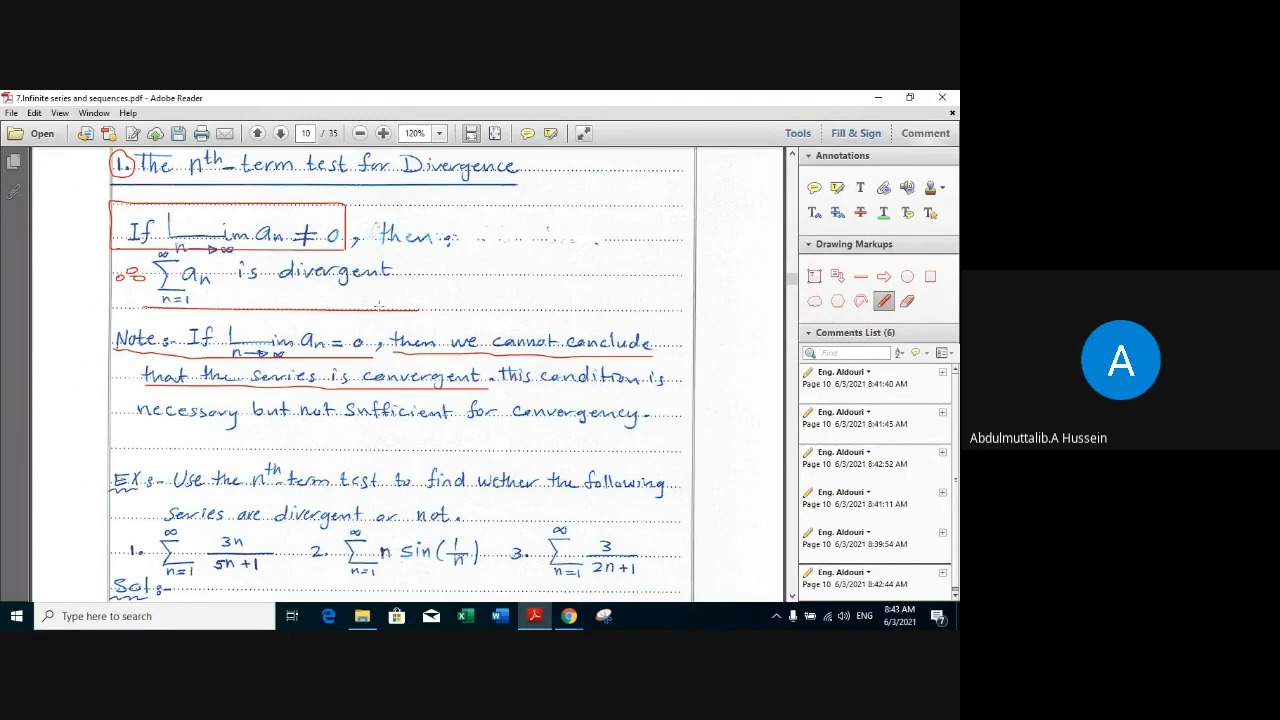 7.Infinite series and sequences.pdf - Adobe Reader
File Edit View Window Help
Open 10 / 35 120% Tools Fill & Sign Comment
1. The nth-term test for Divergence
If Lim an ≠ 0, then:
n→∞
∞
∴ ∑ an is divergent
n=1
Note:- If Lim an = 0, then we cannot conclude
n→∞
that the series is convergent. this condition is
necessary but not sufficient for convergency.
EX:- Use the nth-term test to find wether the following
series are divergent or not.
1. ∞∑n=1 3n/5n+1 2. ∞∑n=1 n sin(1/n) 3. ∞∑n=1 3/2n+1
Sol:-
Annotations
T
T T T T T
Drawing Markups
T
Comments List (6)
Find
Eng. Aldouri
Page 10 6/3/2021 8:41:40 AM
Eng. Aldouri
Page 10 6/3/2021 8:41:45 AM
Eng. Aldouri
Page 10 6/3/2021 8:42:52 AM
Eng. Aldouri
Page 10 6/3/2021 8:41:11 AM
Eng. Aldouri
Page 10 6/3/2021 8:39:54 AM
Eng. Aldouri
Page 10 6/3/2021 8:42:44 AM
A
Abdulmuttalib.A Hussein
Type here to search
ENG
8:43 AM
6/3/2021